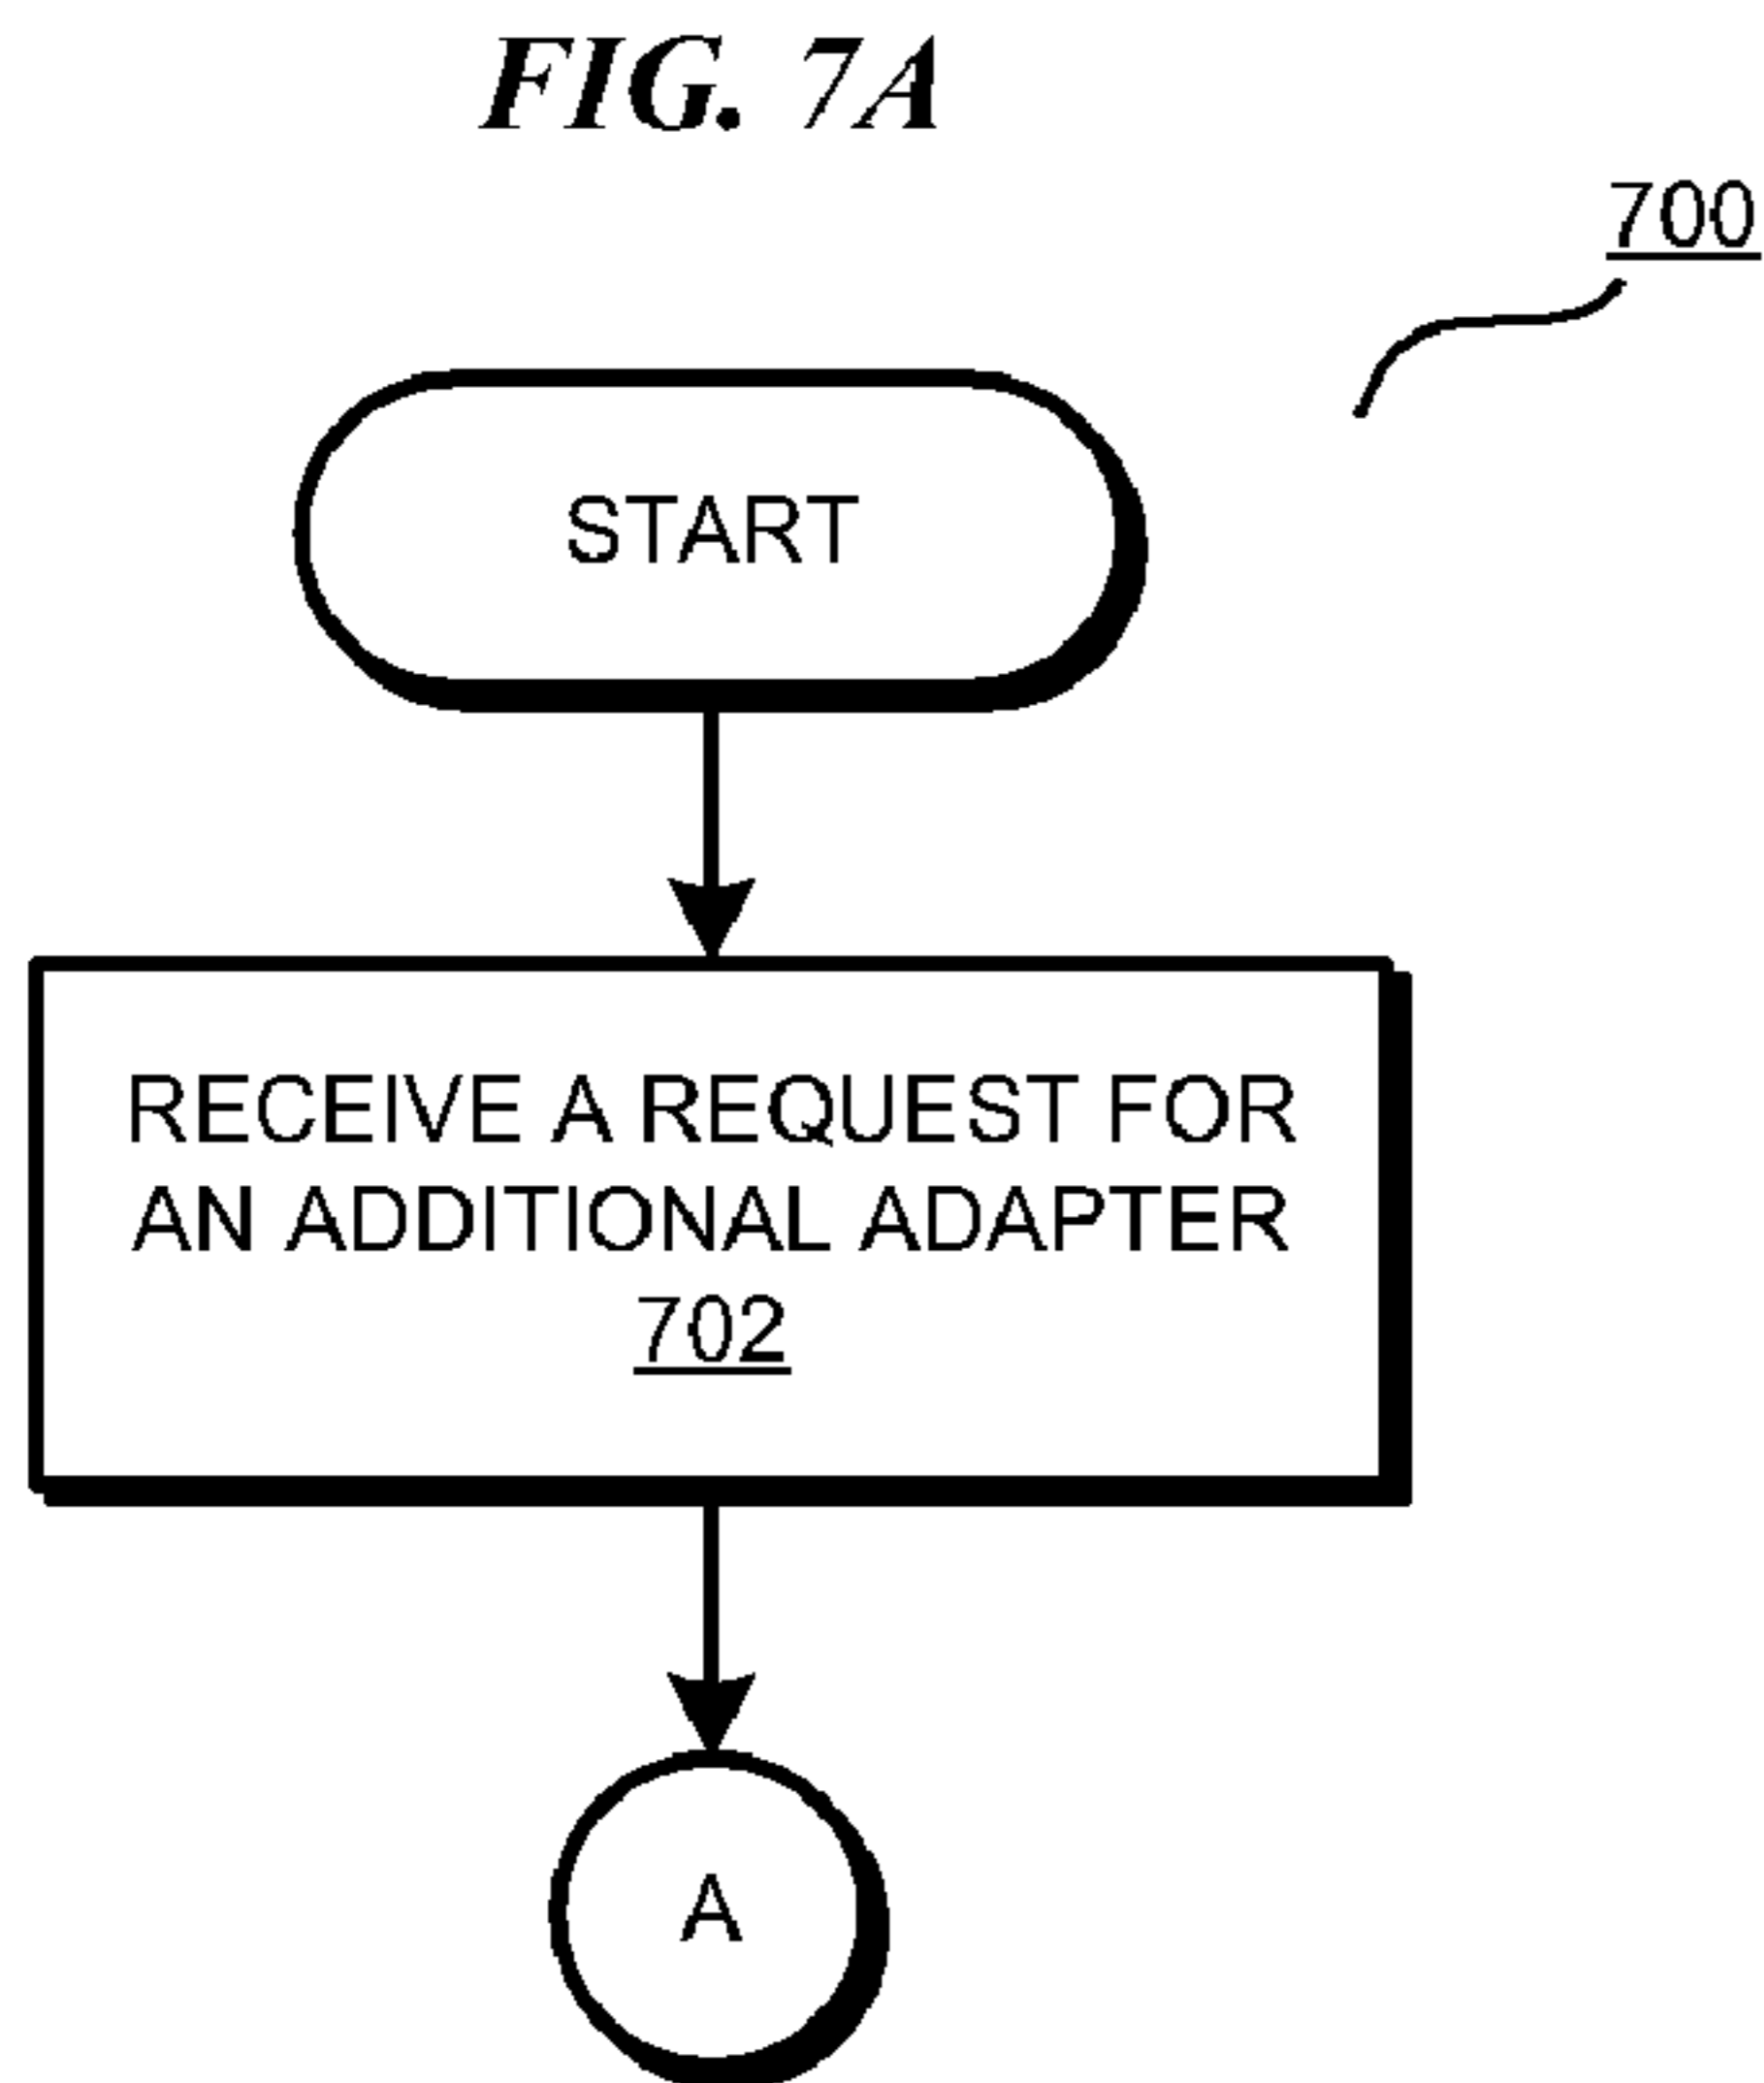 FIG. 7A
700
START
RECEIVE A REQUEST FOR
AN ADDITIONAL ADAPTER
702
A